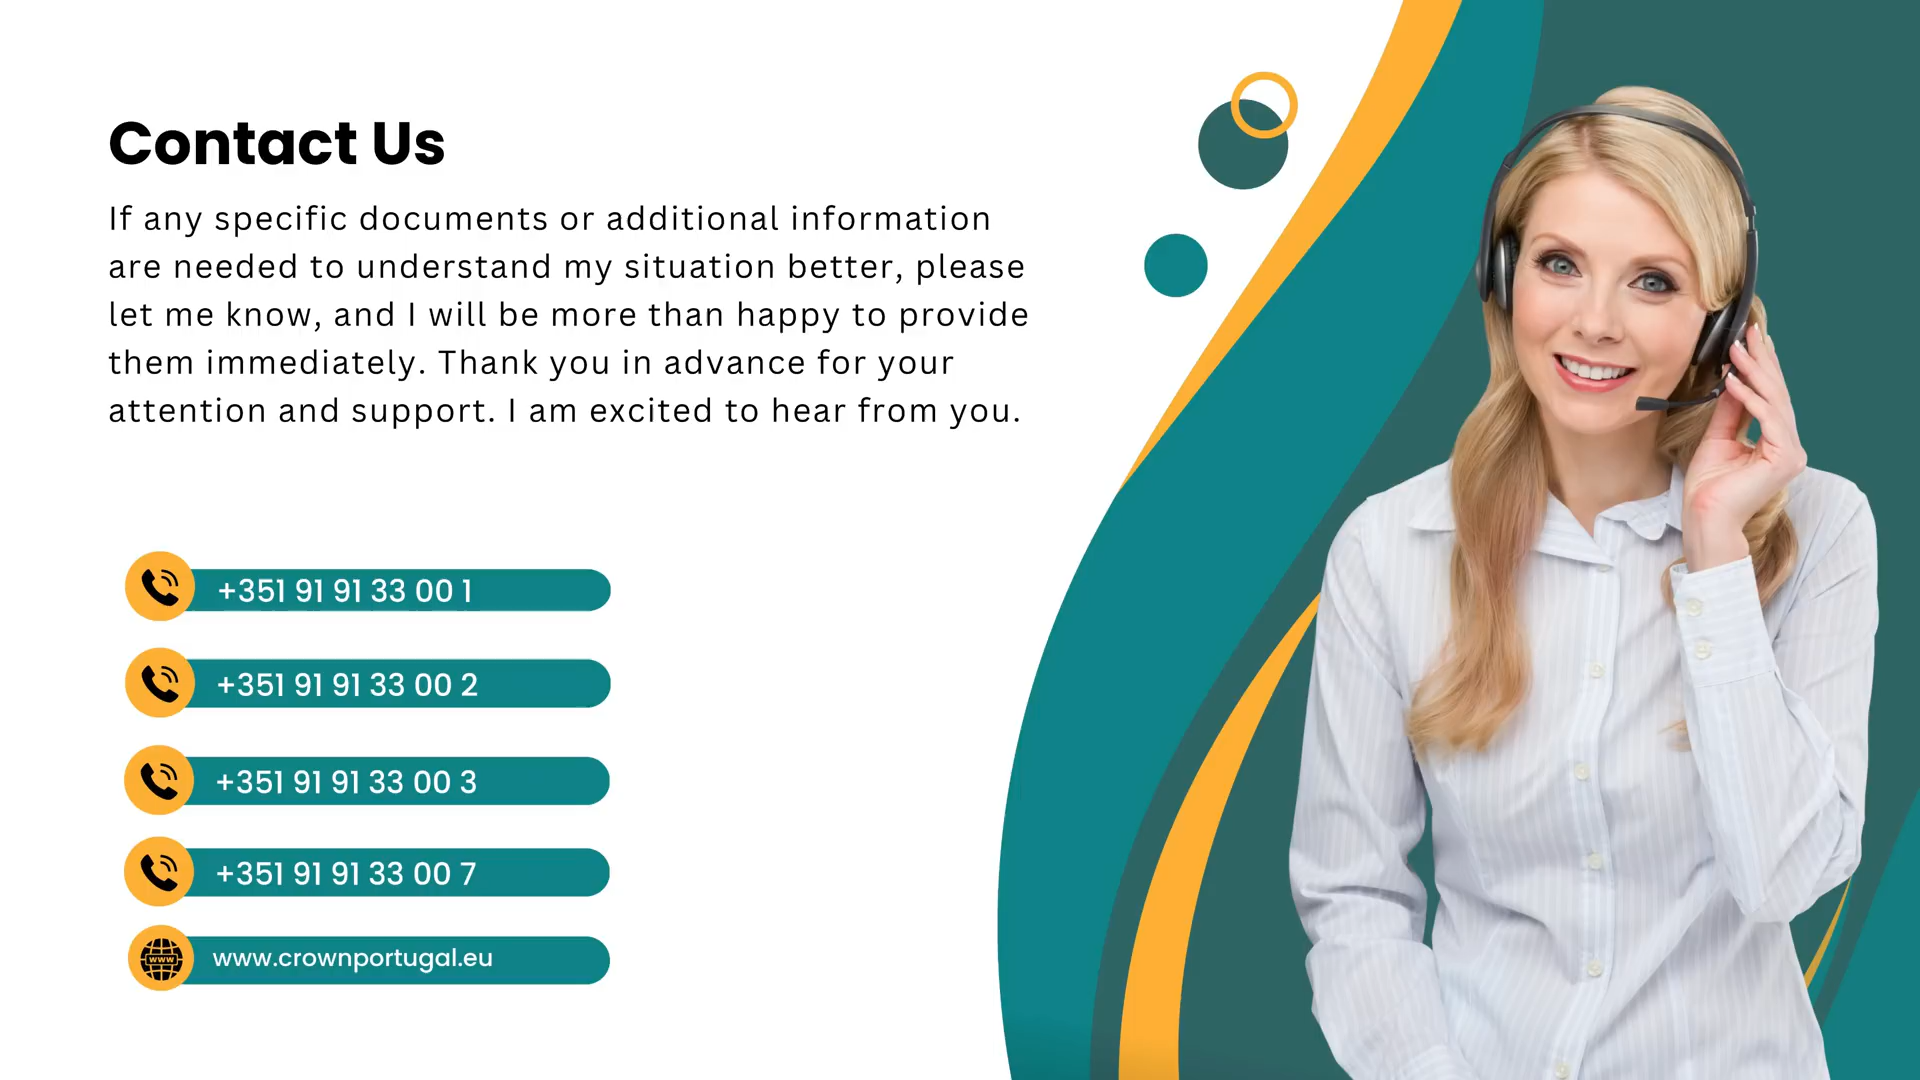 Contact Us
If any specific documents or additional information
are needed to understand my situation better, please
let me know, and I will be more than happy to provide
them immediately. Thank you in advance for your
attention and support. I am excited to hear from you.
+351 91 91 33 00 1
+351 91 91 33 00 2
+351 91 91 33 00 3
+351 91 91 33 00 7
www
www.crownportugal.eu